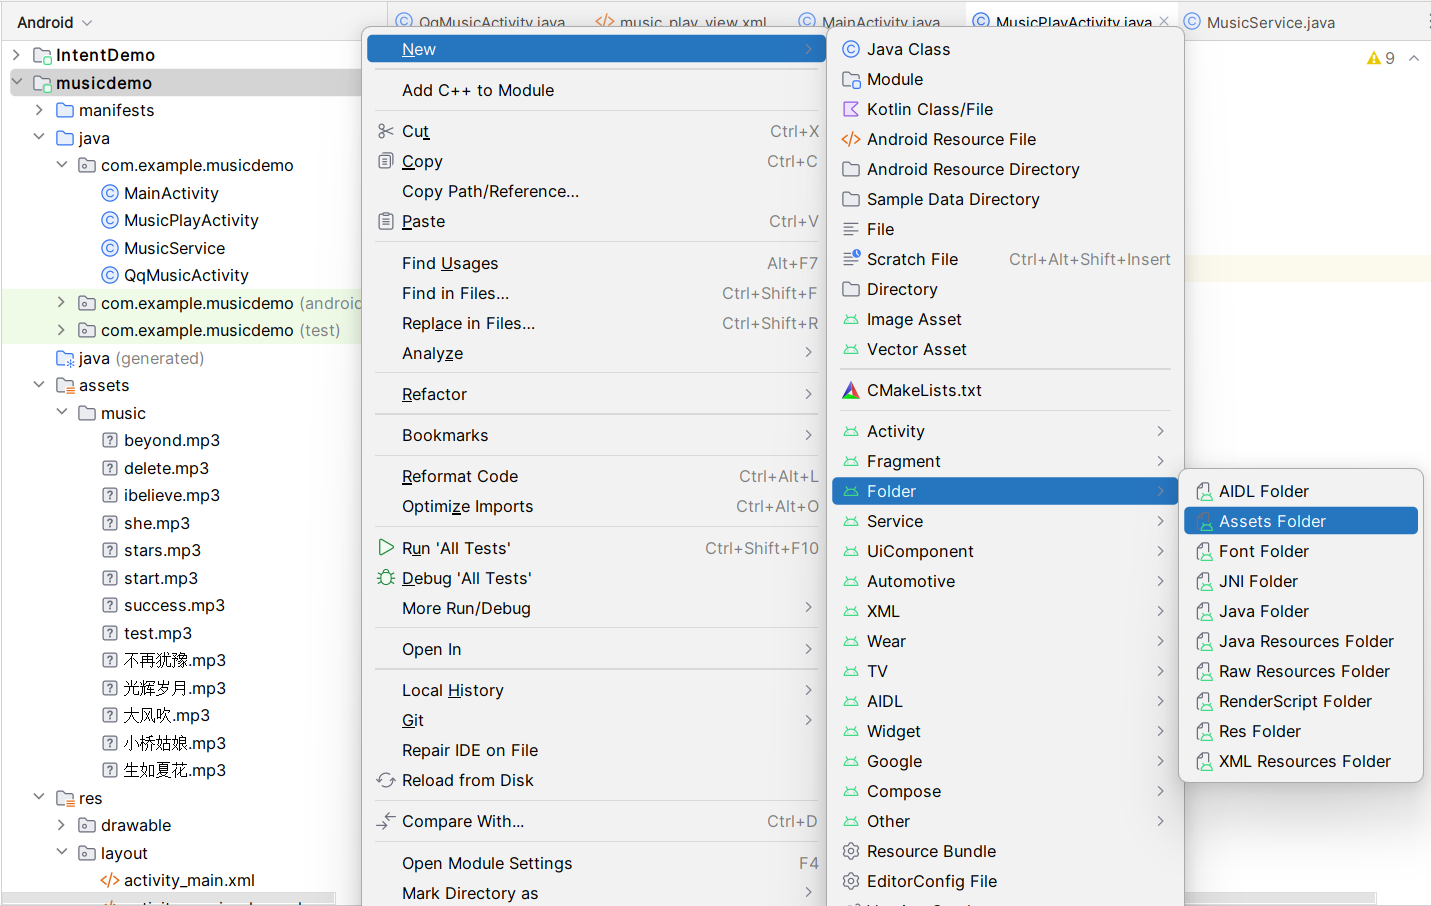 Android
QqMusicActivity.java
music_play_view.xml
MainActivity.java
MusicPlayActivity.java
MusicService.java
9
IntentDemo
musicdemo
manifests
java
com.example.musicdemo
MainActivity
MusicPlayActivity
MusicService
QqMusicActivity
com.example.musicdemo (android
com.example.musicdemo (test)
java (generated)
assets
music
beyond.mp3
delete.mp3
ibelieve.mp3
she.mp3
stars.mp3
start.mp3
success.mp3
test.mp3
不再犹豫.mp3
光辉岁月.mp3
大风吹.mp3
小桥姑娘.mp3
生如夏花.mp3
res
drawable
layout
activity_main.xml
New
Add C++ to Module
Cut Ctrl+X
Copy Ctrl+C
Copy Path/Reference...
Paste Ctrl+V
Find Usages Alt+F7
Find in Files... Ctrl+Shift+F
Replace in Files... Ctrl+Shift+R
Analyze
Refactor
Bookmarks
Reformat Code Ctrl+Alt+L
Optimize Imports Ctrl+Alt+O
Run 'All Tests' Ctrl+Shift+F10
Debug 'All Tests'
More Run/Debug
Open In
Local History
Git
Repair IDE on File
Reload from Disk
Compare With... Ctrl+D
Open Module Settings F4
Mark Directory as
Java Class
Module
Kotlin Class/File
Android Resource File
Android Resource Directory
Sample Data Directory
File
Scratch File Ctrl+Alt+Shift+Insert
Directory
Image Asset
Vector Asset
CMakeLists.txt
Activity
Fragment
Folder
Service
UiComponent
Automotive
XML
Wear
TV
AIDL
Widget
Google
Compose
Other
Resource Bundle
EditorConfig File
AIDL Folder
Assets Folder
Font Folder
JNI Folder
Java Folder
Java Resources Folder
Raw Resources Folder
RenderScript Folder
Res Folder
XML Resources Folder